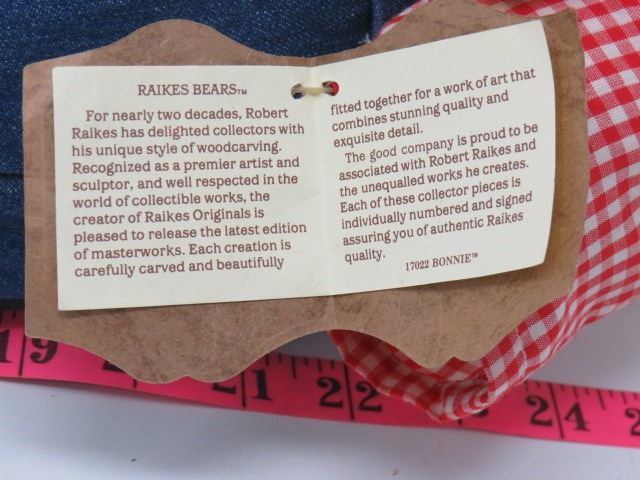 RAIKES BEARS™
For nearly two decades, Robert
Raikes has delighted collectors with
his unique style of woodcarving.
Recognized as a premier artist and
sculptor, and well respected in the
world of collectible works, the
creator of Raikes Originals is
pleased to release the latest edition
of masterworks. Each creation is
carefully carved and beautifully
fitted together for a work of art that
combines stunning quality and
exquisite detail.
The good company is proud to be
associated with Robert Raikes and
the unequalled works he creates.
Each of these collector pieces is
individually numbered and signed
assuring you of authentic Raikes
quality.
17022 BONNIE™
19 21 22 23 24